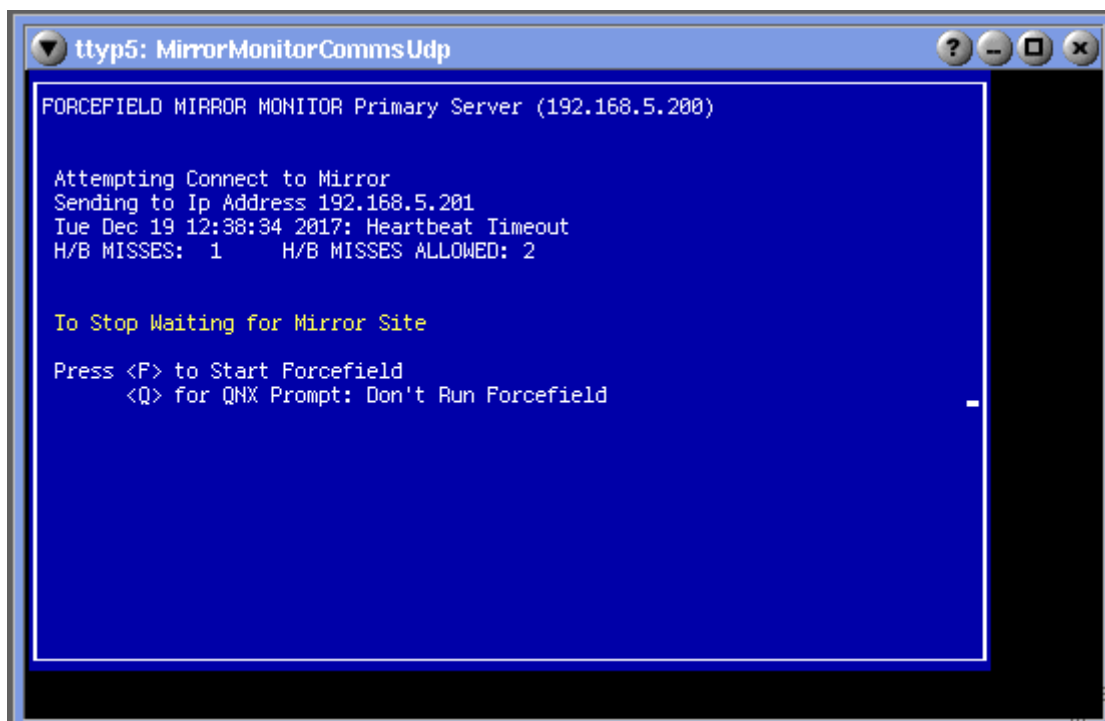 ttyp5: MirrorMonitorCommsUdp
FORCEFIELD MIRROR MONITOR Primary Server (192.168.5.200)
Attempting Connect to Mirror
Sending to Ip Address 192.168.5.201
Tue Dec 19 12:38:34 2017: Heartbeat Timeout
H/B MISSES: 1 H/B MISSES ALLOWED: 2
To Stop Waiting for Mirror Site
Press <F> to Start Forcefield
<Q> for QNX Prompt: Don't Run Forcefield